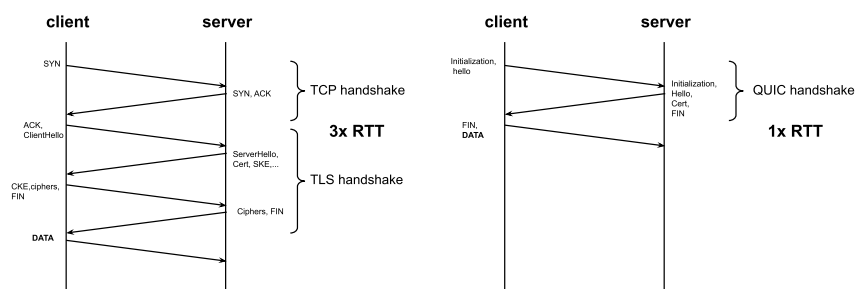 client
server
SYN
SYN, ACK
TCP handshake
ACK,
ClientHello
3x RTT
ServerHello,
Cert, SKE,...
TLS handshake
CKE,ciphers,
FIN
Ciphers, FIN
DATA
client
server
Initialization,
hello
Initialization,
Hello,
Cert,
FIN
QUIC handshake
FIN,
DATA
1x RTT